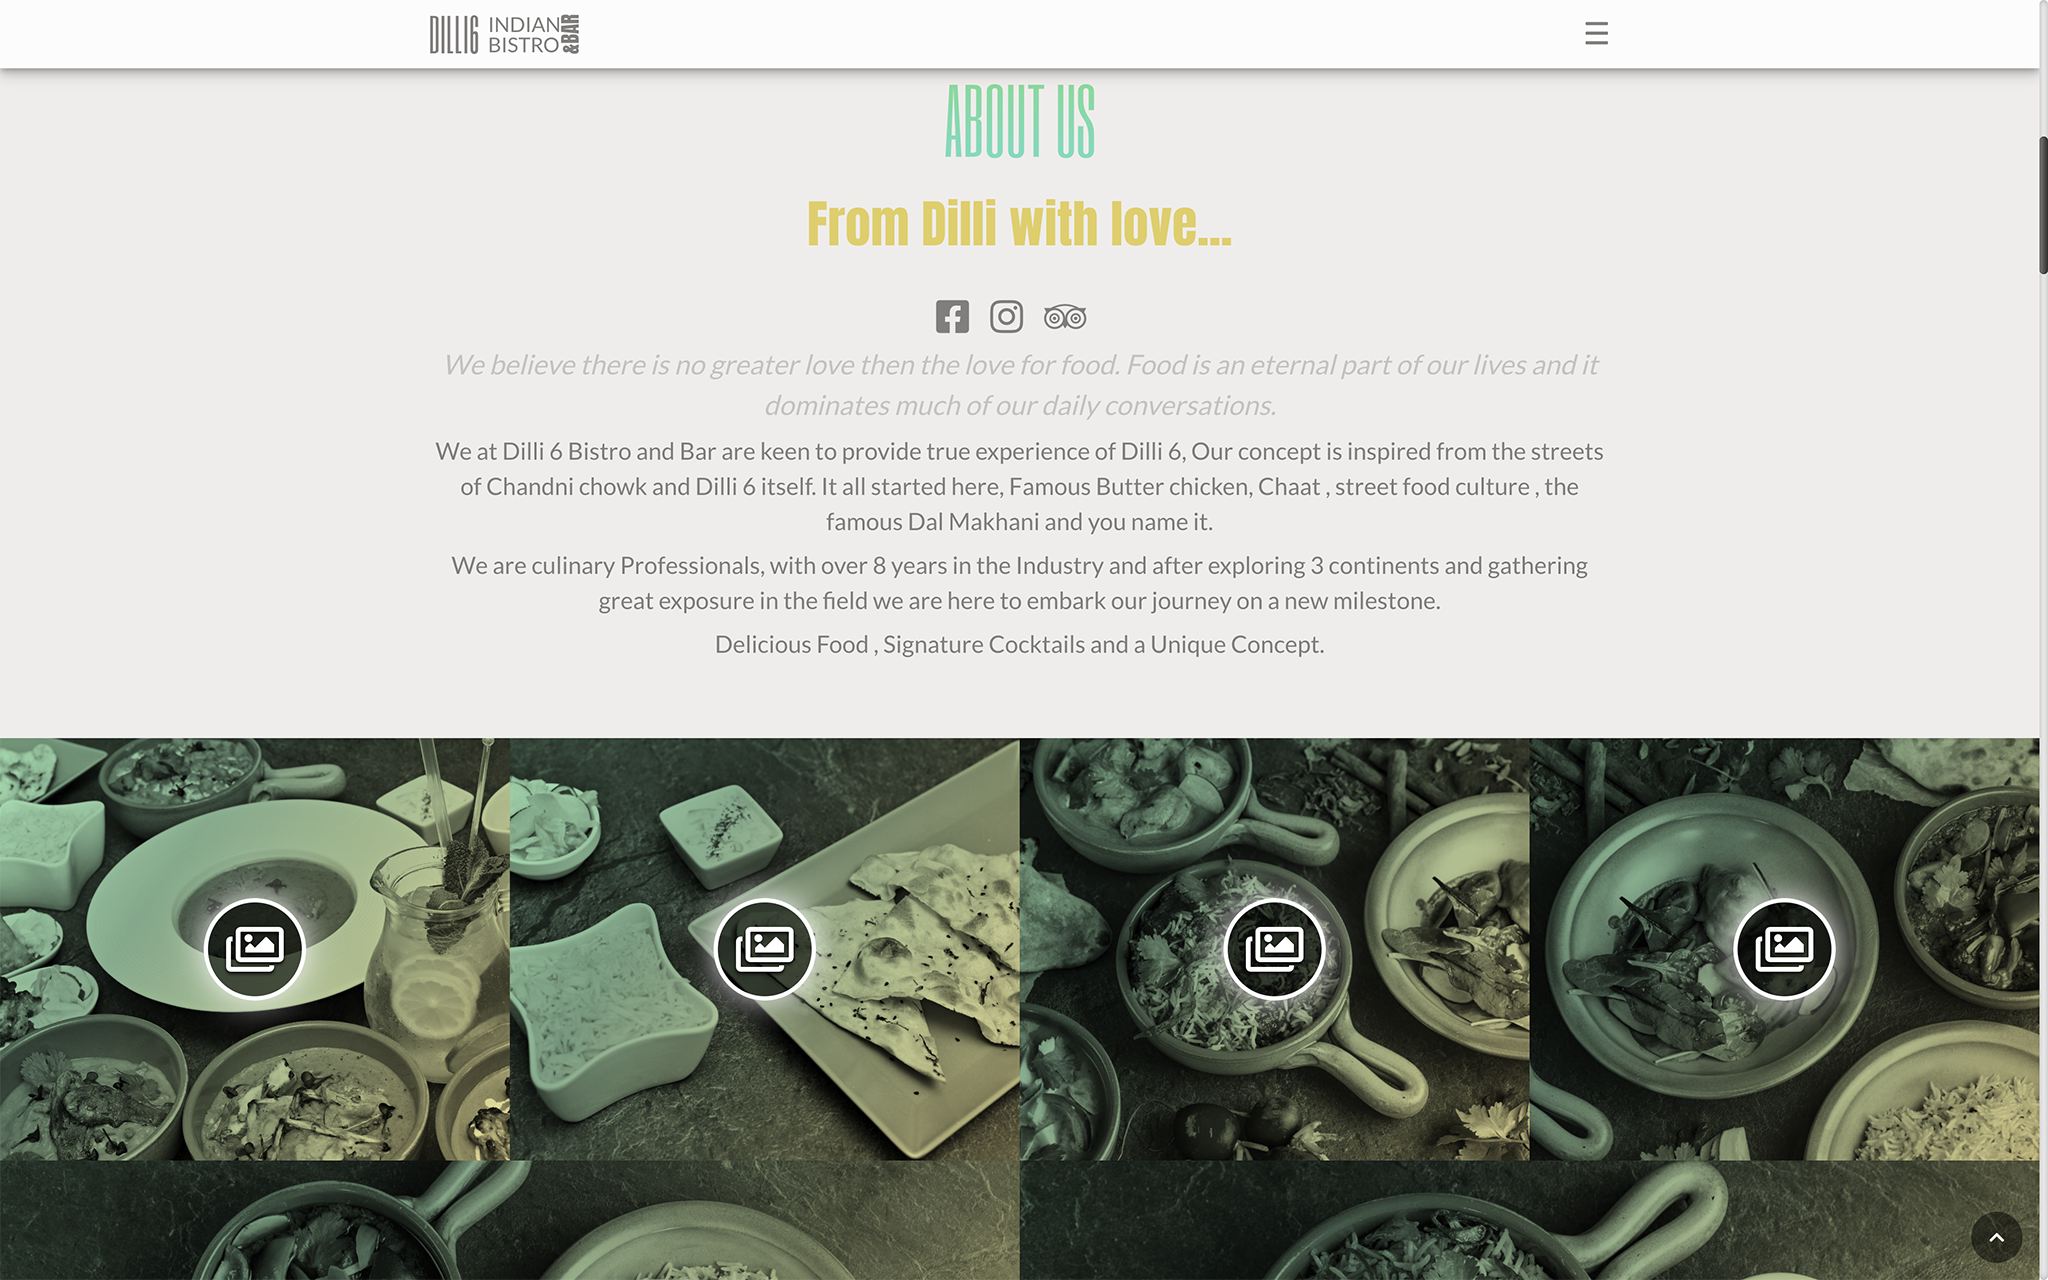 DILLI6 INDIAN BISTRO &BAR
ABOUT US
From Dilli with love...
We believe there is no greater love then the love for food. Food is an eternal part of our lives and it
dominates much of our daily conversations.
We at Dilli 6 Bistro and Bar are keen to provide true experience of Dilli 6, Our concept is inspired from the streets
of Chandni chowk and Dilli 6 itself. It all started here, Famous Butter chicken, Chaat , street food culture , the
famous Dal Makhani and you name it.
We are culinary Professionals, with over 8 years in the Industry and after exploring 3 continents and gathering
great exposure in the field we are here to embark our journey on a new milestone.
Delicious Food , Signature Cocktails and a Unique Concept.